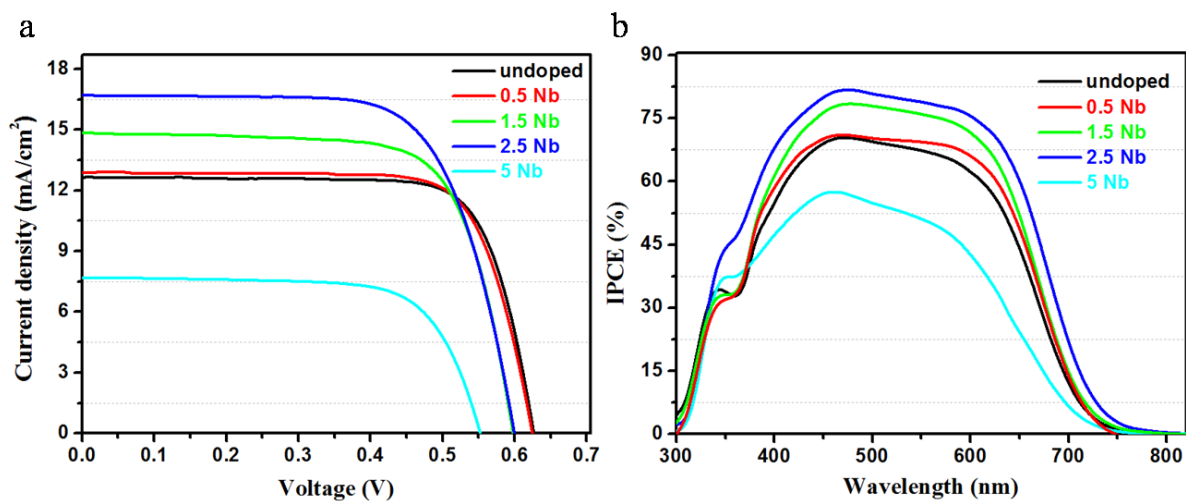 a
18
15
12
9
6
3
0
Current density (mA/cm²)
0.0 0.1 0.2 0.3 0.4 0.5 0.6 0.7
Voltage (V)
undoped
0.5 Nb
1.5 Nb
2.5 Nb
5 Nb
b
90
75
60
45
30
15
0
IPCE (%)
300 400 500 600 700 800
Wavelength (nm)
undoped
0.5 Nb
1.5 Nb
2.5 Nb
5 Nb